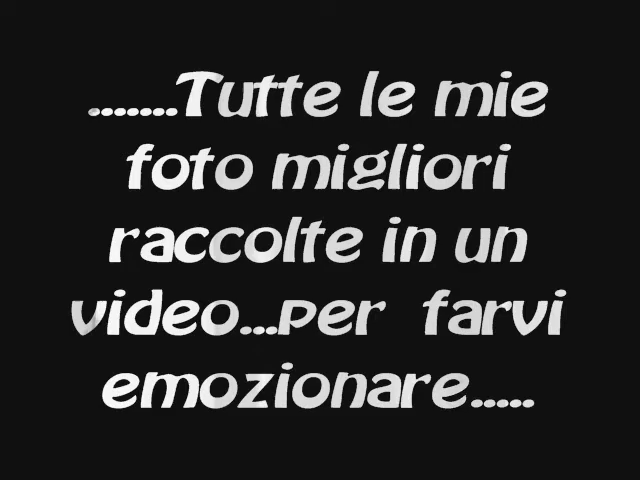 .......Tutte le mie
foto migliori
raccolte in un
video...per farvi
emozionare.....